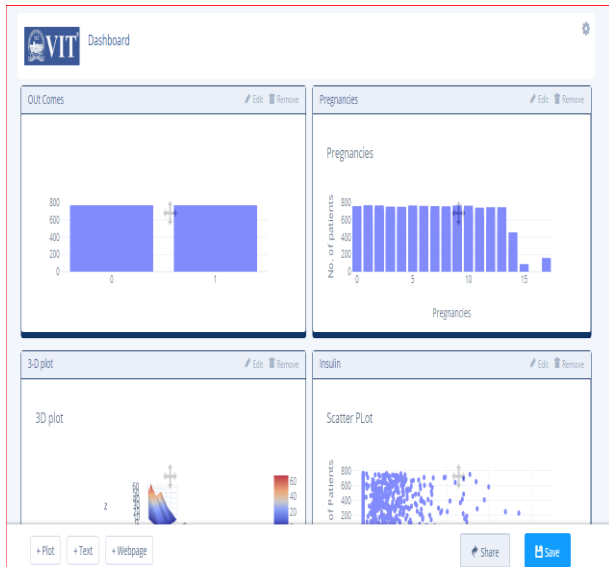 VIT Dashboard
OUt Comes Edit Remove
800
600
400
200
0
0 1
Pregnancies Edit Remove
Pregnancies
No. of patients
800
600
400
200
0
0 5 10 15
Pregnancies
3-D plot Edit Remove
3D plot
z
60
60
40
20
Insulin Edit Remove
Scatter PLot
of Patients
800
600
400
200
+ Plot + Text + Webpage Share Save